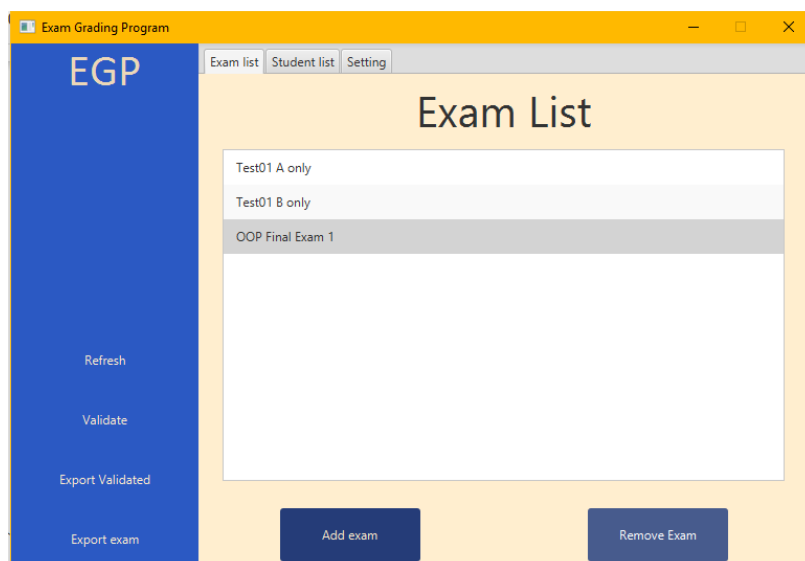 Exam Grading Program
EGP
Exam list Student list Setting
Exam List
Test01 A only
Test01 B only
OOP Final Exam 1
Refresh
Validate
Export Validated
Export exam
Add exam Remove Exam